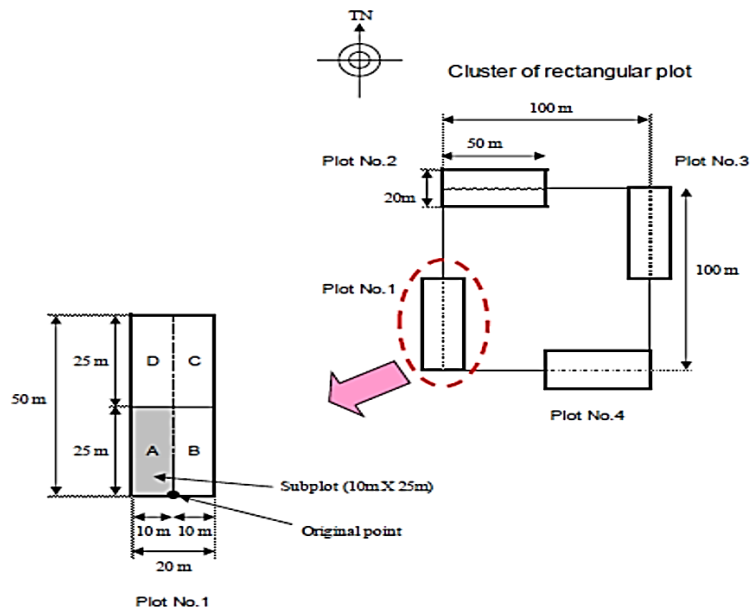 TN
Cluster of rectangular plot
100 m
50 m
Plot No.2
Plot No.3
20m
100 m
Plot No.1
Plot No.4
50 m
25 m
25 m
D
C
A
B
Subplot (10m X 25m)
Original point
10 m
10 m
20 m
Plot No.1